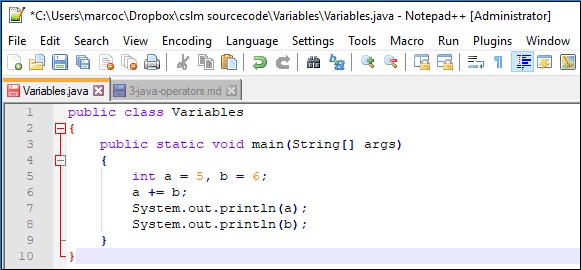 *C:\Users\marcoc\Dropbox\cslm sourcecode\Variables\Variables.java - Notepad++ [Administrator]
File Edit Search View Encoding Language Settings Tools Macro Run Plugins Window
Variables.java 3-java-operators.md
1 public class Variables
2 {
3     public static void main(String[] args)
4     {
5         int a = 5, b = 6;
6         a += b;
7         System.out.println(a);
8         System.out.println(b);
9     }
10 }